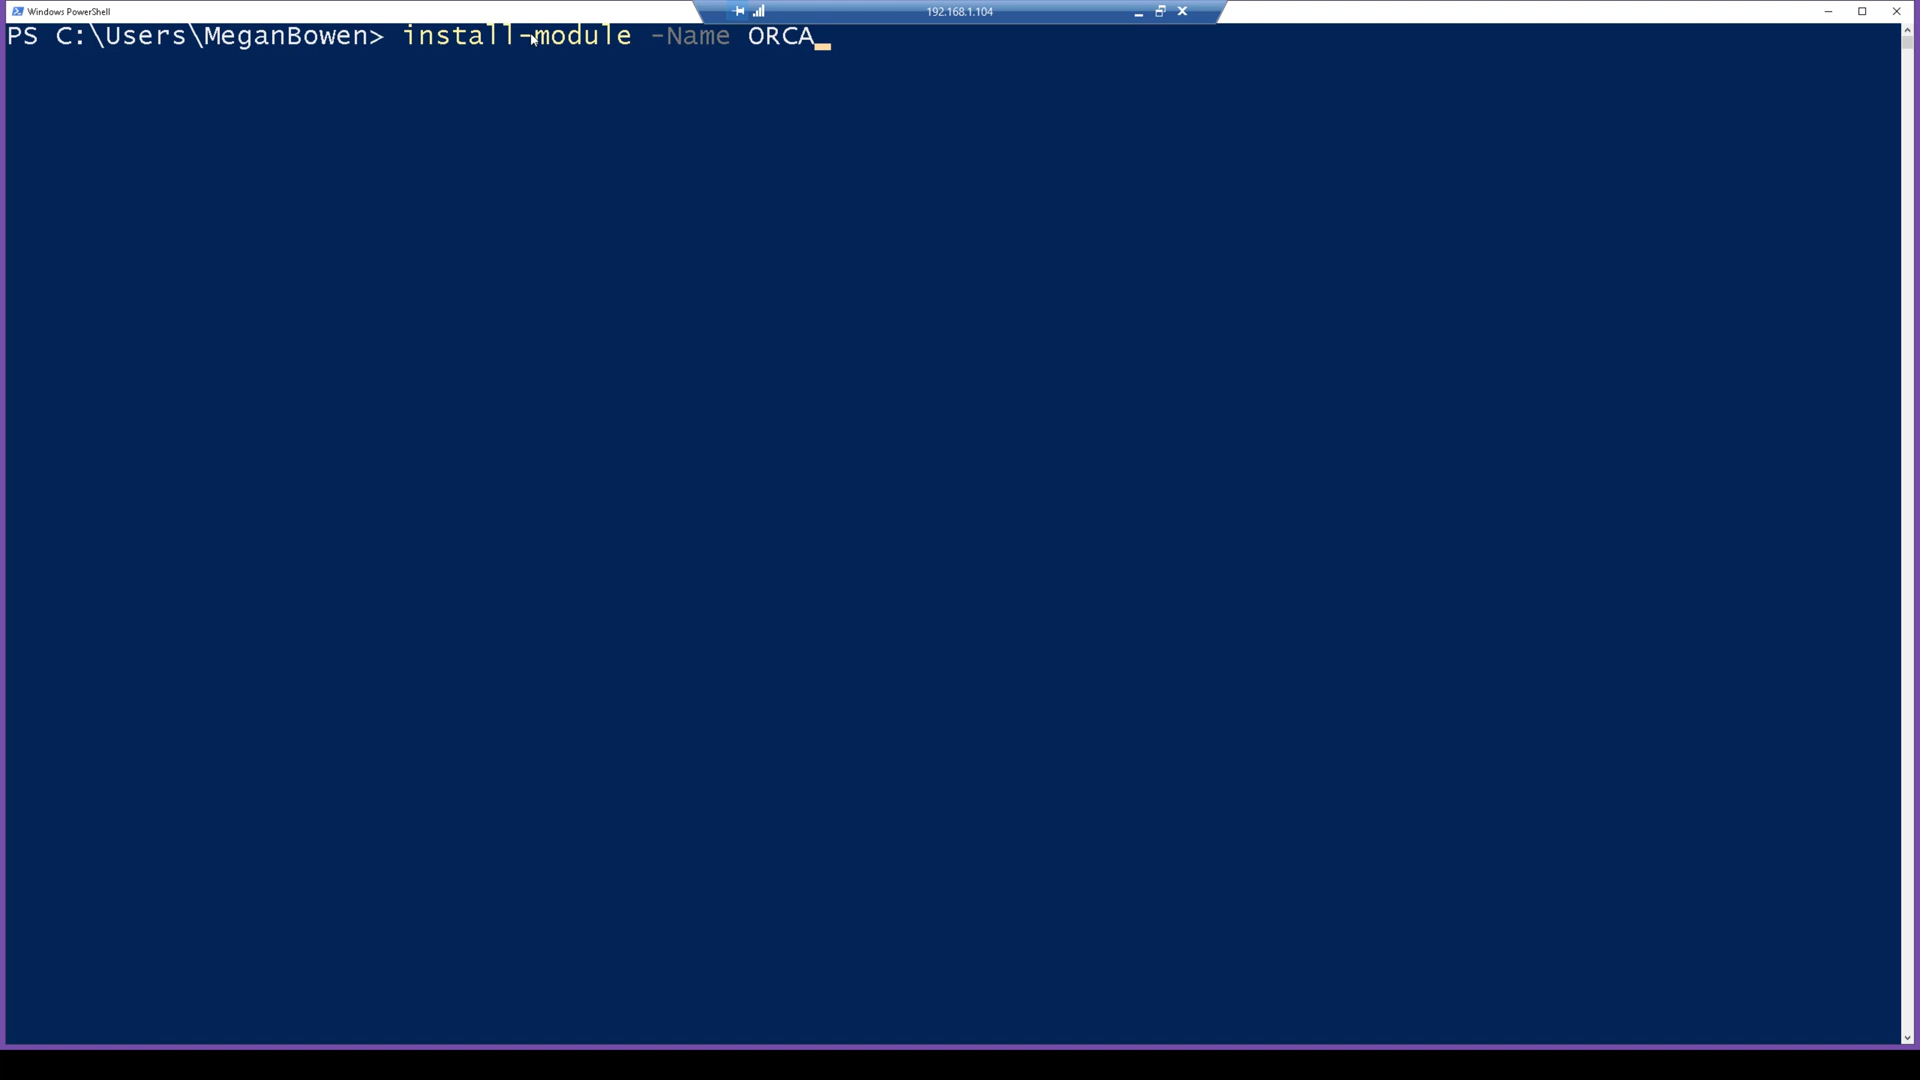 Windows PowerShell
192.168.1.104
PS C:\Users\MeganBowen> install-module -Name ORCA